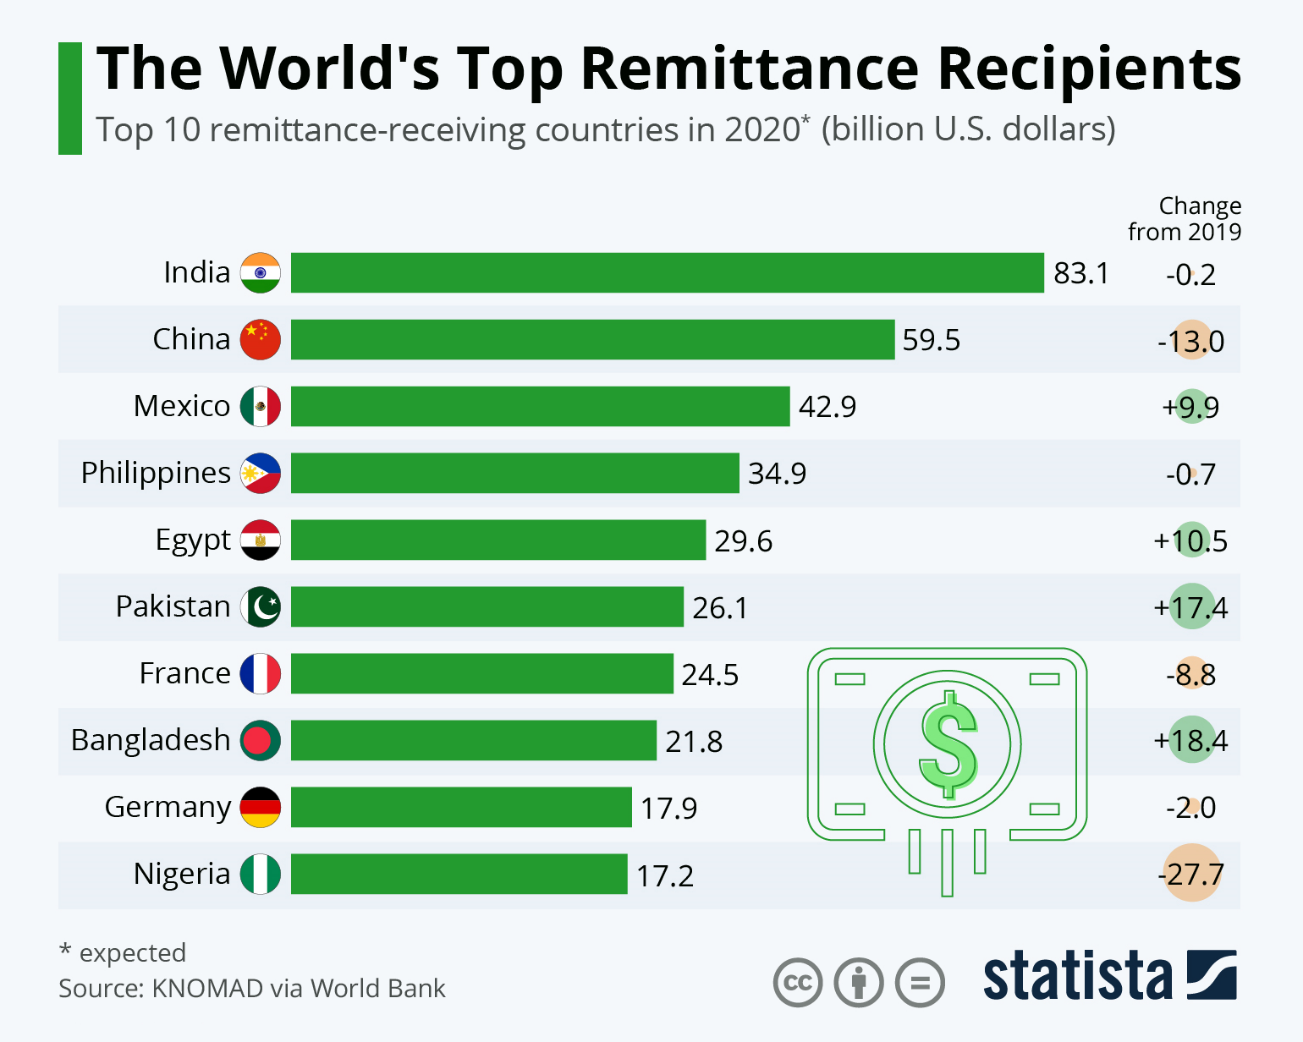 The World's Top Remittance Recipients
Top 10 remittance-receiving countries in 2020* (billion U.S. dollars)
Change
from 2019
India 83.1 -0.2
China 59.5 -13.0
Mexico 42.9 +9.9
Philippines 34.9 -0.7
Egypt 29.6 +10.5
Pakistan 26.1 +17.4
France 24.5 -8.8
Bangladesh 21.8 +18.4
Germany 17.9 -2.0
Nigeria 17.2 -27.7
$
* expected
Source: KNOMAD via World Bank
cc =
statista